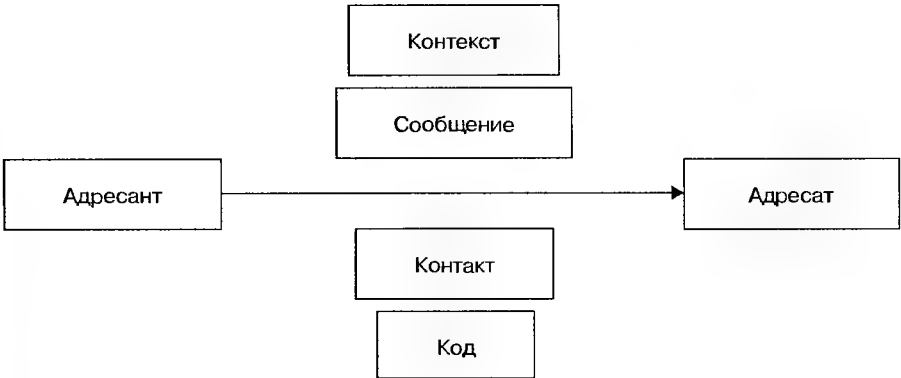 Контекст
Сообщение
Адресант
Адресат
Контакт
Код